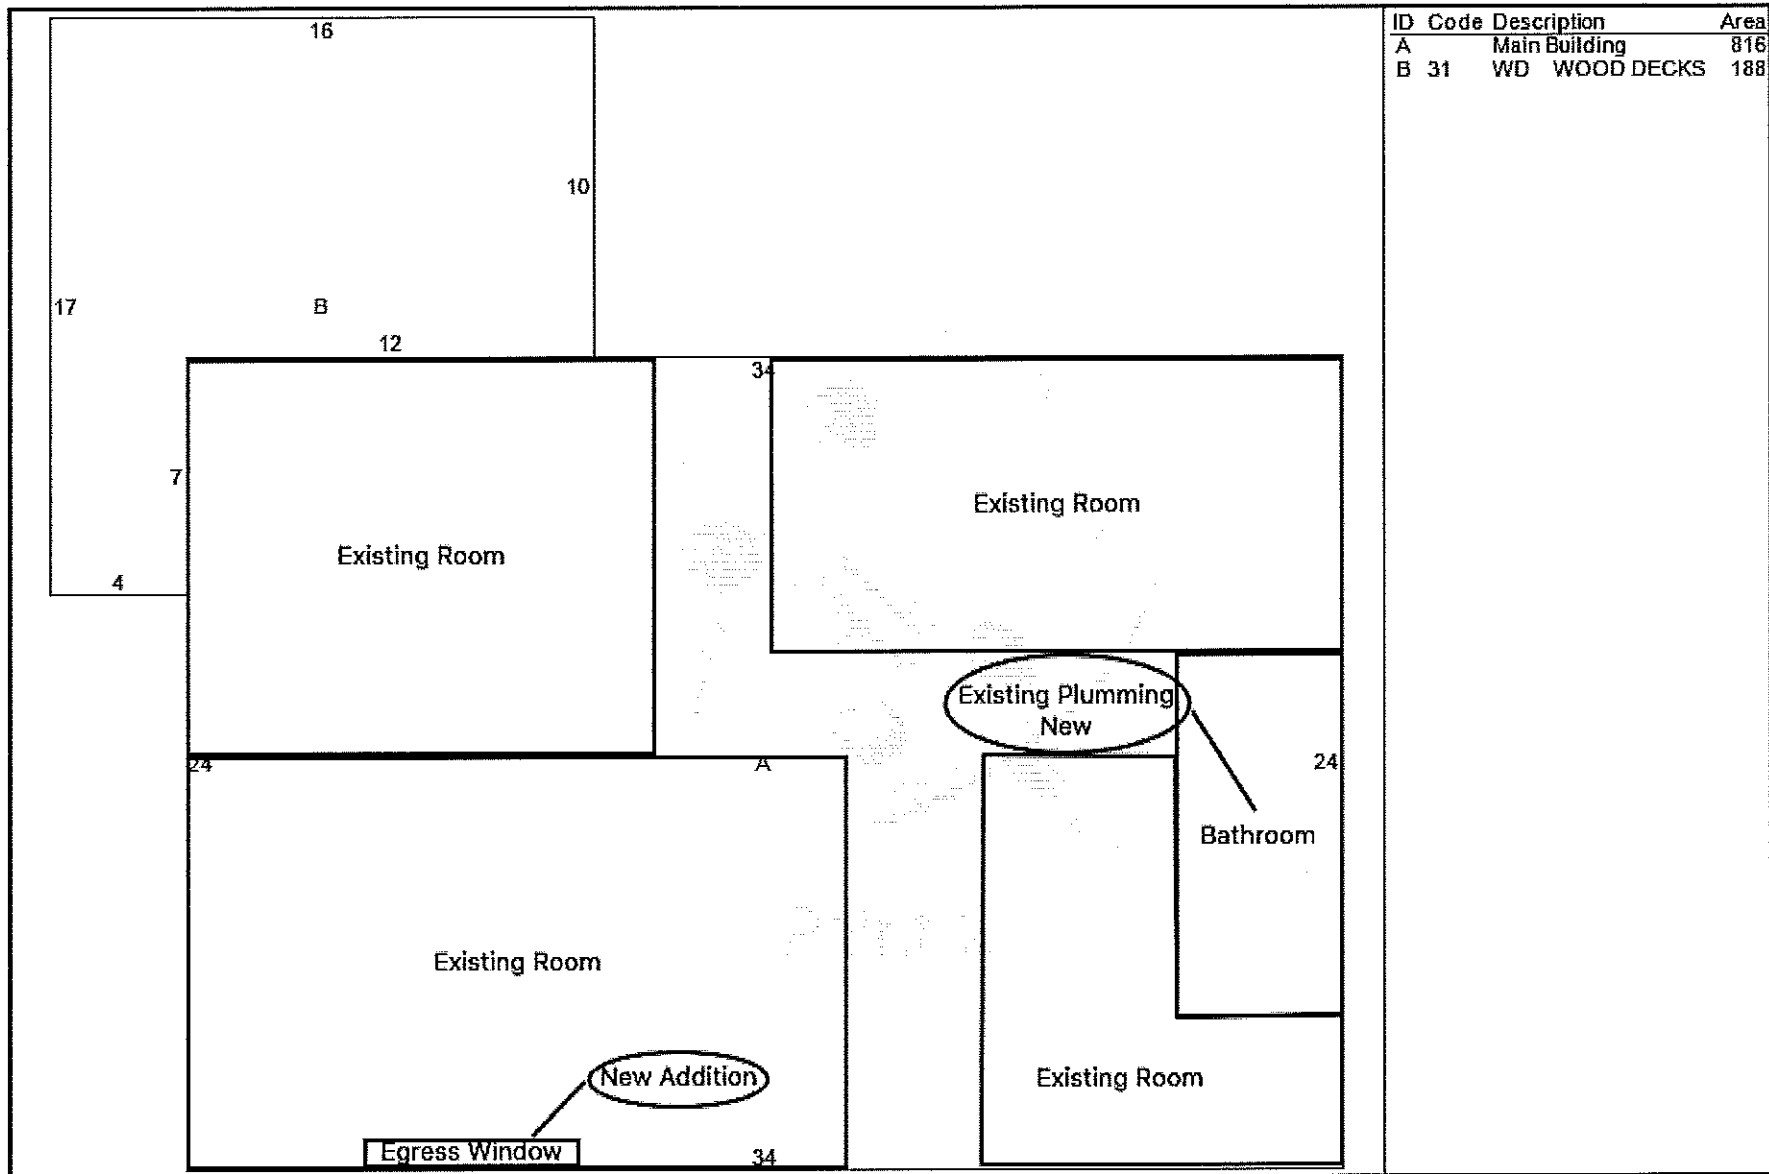 ID Code Description Area
A Main Building 816
B 31 WD WOOD DECKS 188
16
10
17
B
12
34
7
Existing Room
Existing Room
4
Existing Plumming
New
24
A
24
Bathroom
Existing Room
New Addition
Existing Room
Egress Window
34